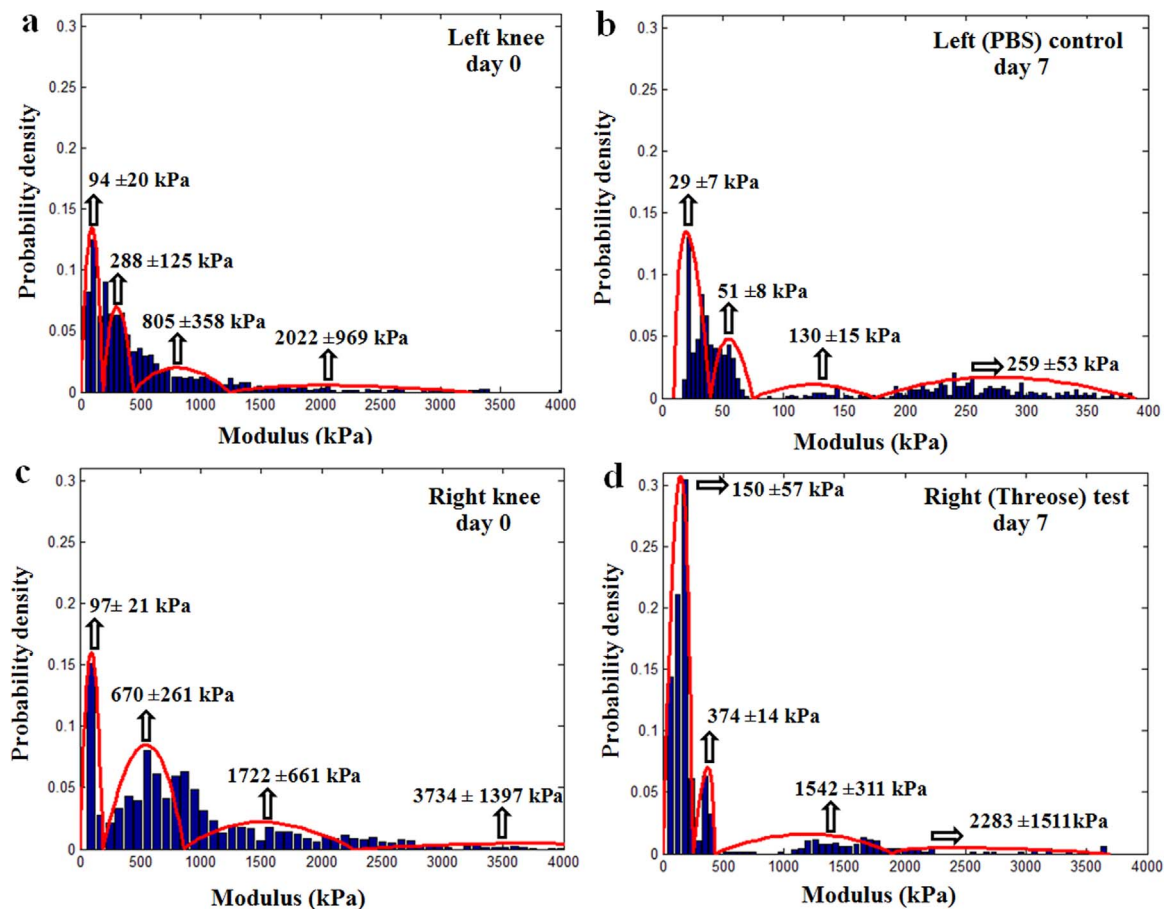 a
Left knee
day 0
0.3
0.25
0.2
0.15
0.1
0.05
0
Probability density
94 ±20 kPa
288 ±125 kPa
805 ±358 kPa
2022 ±969 kPa
0 500 1000 1500 2000 2500 3000 3500 4000
Modulus (kPa)
b
Left (PBS) control
day 7
0.3
0.25
0.2
0.15
0.1
0.05
0
Probability density
29 ±7 kPa
51 ±8 kPa
130 ±15 kPa
259 ±53 kPa
0 50 100 150 200 250 300 350 400
Modulus (kPa)
c
Right knee
day 0
0.3
0.25
0.2
0.15
0.1
0.05
0
Probability density
97± 21 kPa
670 ±261 kPa
1722 ±661 kPa
3734 ± 1397 kPa
0 500 1000 1500 2000 2500 3000 3500 4000
Modulus (kPa)
d
Right (Threose) test
day 7
0.3
0.25
0.2
0.15
0.1
0.05
0
Probability density
150 ±57 kPa
374 ±14 kPa
1542 ±311 kPa
2283 ±1511kPa
0 500 1000 1500 2000 2500 3000 3500 4000
Modulus (kPa)